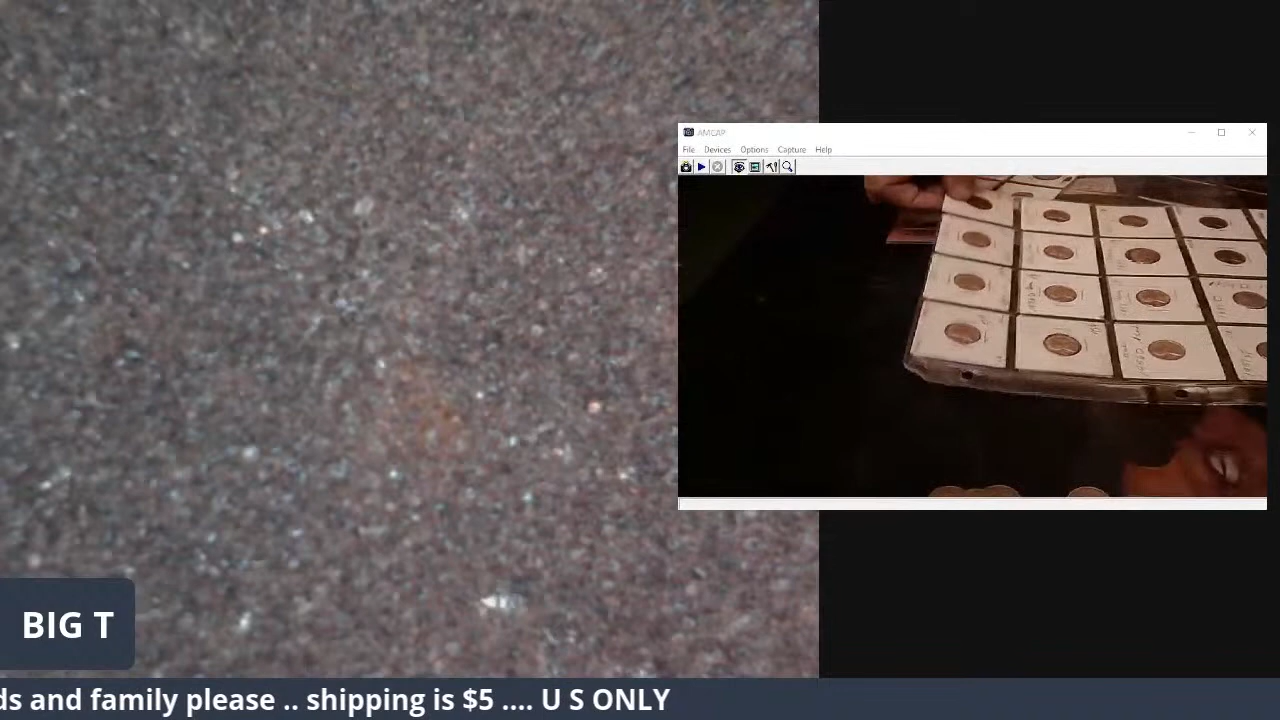 AMCAP
File Devices Options Capture Help
BIG T
ds and family please .. shipping is $5 .... U S ONLY